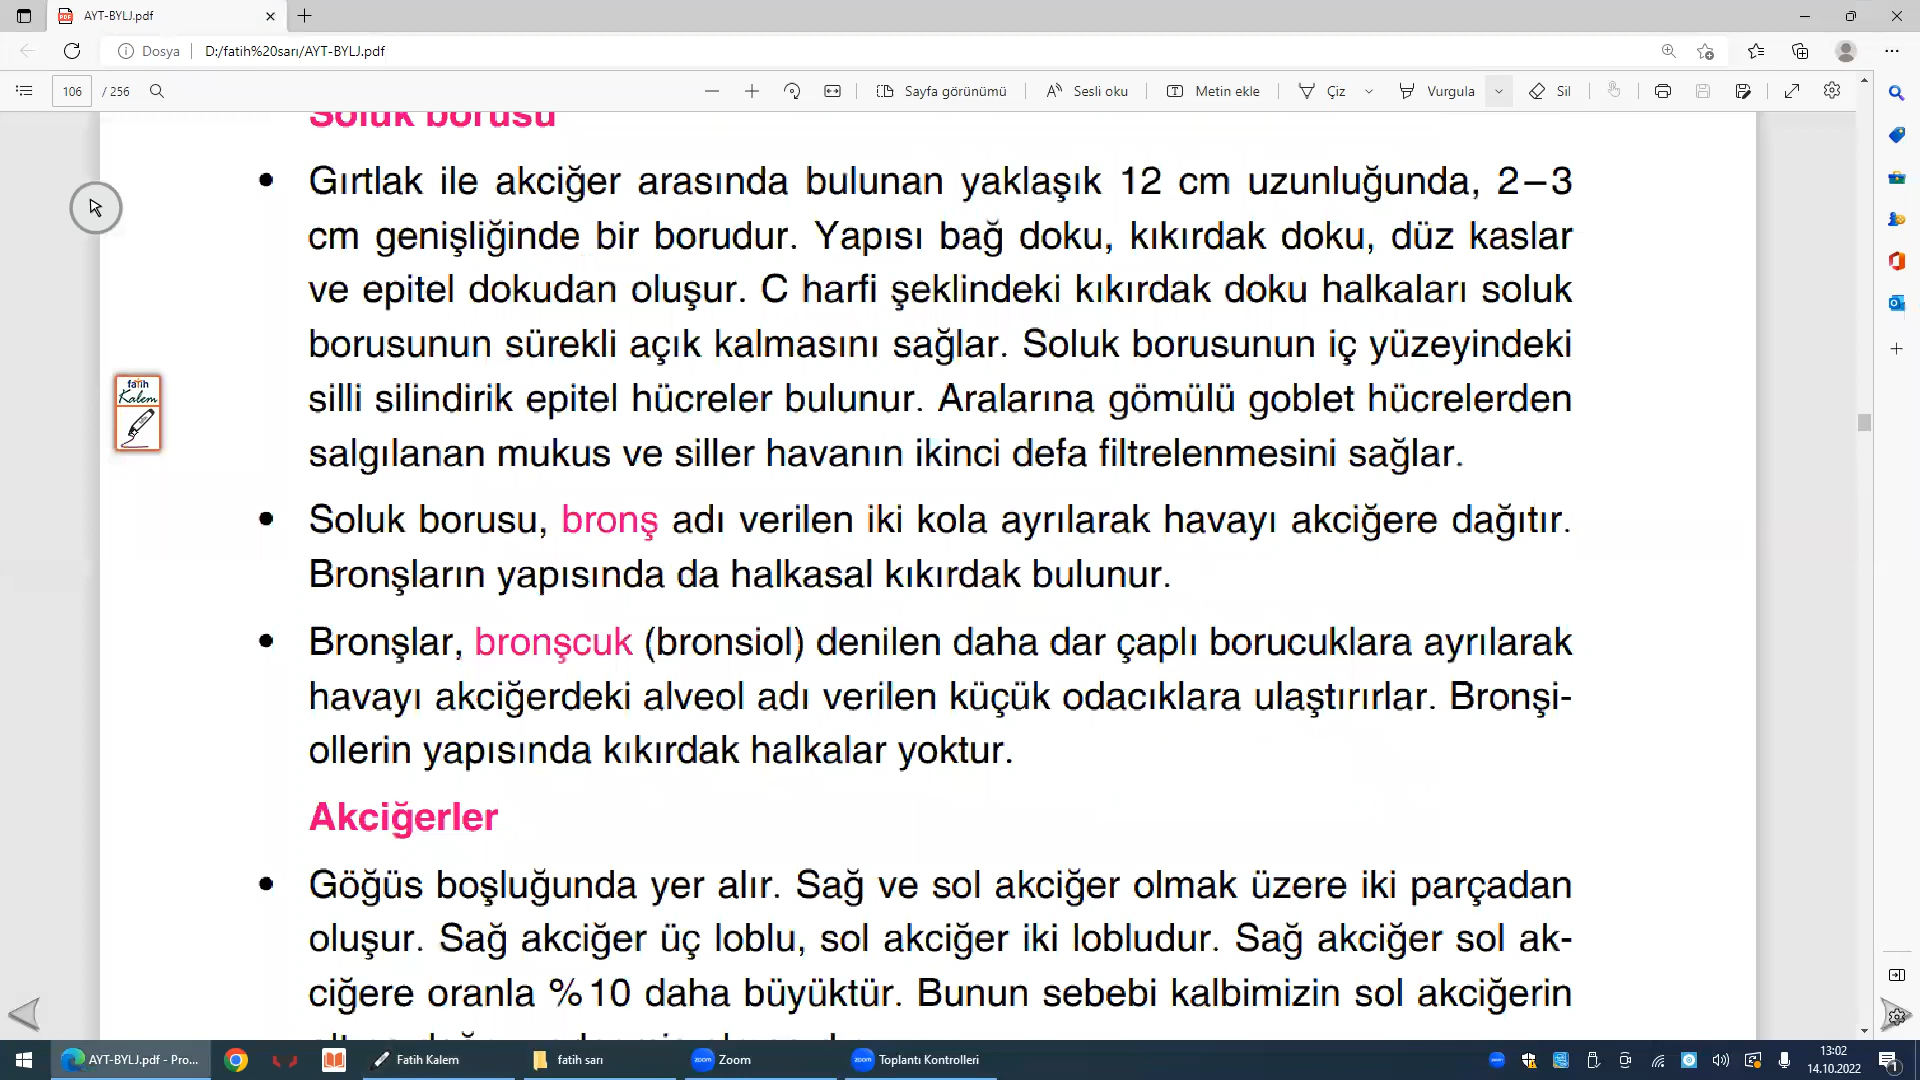 AYT-BYLJ.pdf
Dosya
D:/fatih%20sarı/AYT-BYLJ.pdf
106 / 256
Sayfa görünümü
Sesli oku
Metin ekle
Çiz
Vurgula
Sil
Soluk borusu
• Gırtlak ile akciğer arasında bulunan yaklaşık 12 cm uzunluğunda, 2–3
cm genişliğinde bir borudur. Yapısı bağ doku, kıkırdak doku, düz kaslar
ve epitel dokudan oluşur. C harfi şeklindeki kıkırdak doku halkaları soluk
borusunun sürekli açık kalmasını sağlar. Soluk borusunun iç yüzeyindeki
silli silindirik epitel hücreler bulunur. Aralarına gömülü goblet hücrelerden
salgılanan mukus ve siller havanın ikinci defa filtrelenmesini sağlar.
• Soluk borusu, bronş adı verilen iki kola ayrılarak havayı akciğere dağıtır.
Bronşların yapısında da halkasal kıkırdak bulunur.
• Bronşlar, bronşcuk (bronsiol) denilen daha dar çaplı borucuklara ayrılarak
havayı akciğerdeki alveol adı verilen küçük odacıklara ulaştırırlar. Bronşi-
ollerin yapısında kıkırdak halkalar yoktur.
Akciğerler
• Göğüs boşluğunda yer alır. Sağ ve sol akciğer olmak üzere iki parçadan
oluşur. Sağ akciğer üç loblu, sol akciğer iki lobludur. Sağ akciğer sol ak-
ciğere oranla %10 daha büyüktür. Bunun sebebi kalbimizin sol akciğerin
fatih
Kalem
AYT-BYLJ.pdf - Pro...
Fatih Kalem
fatih sarı
zoom
Zoom
zoom
Toplantı Kontrolleri
13:02
14.10.2022
1